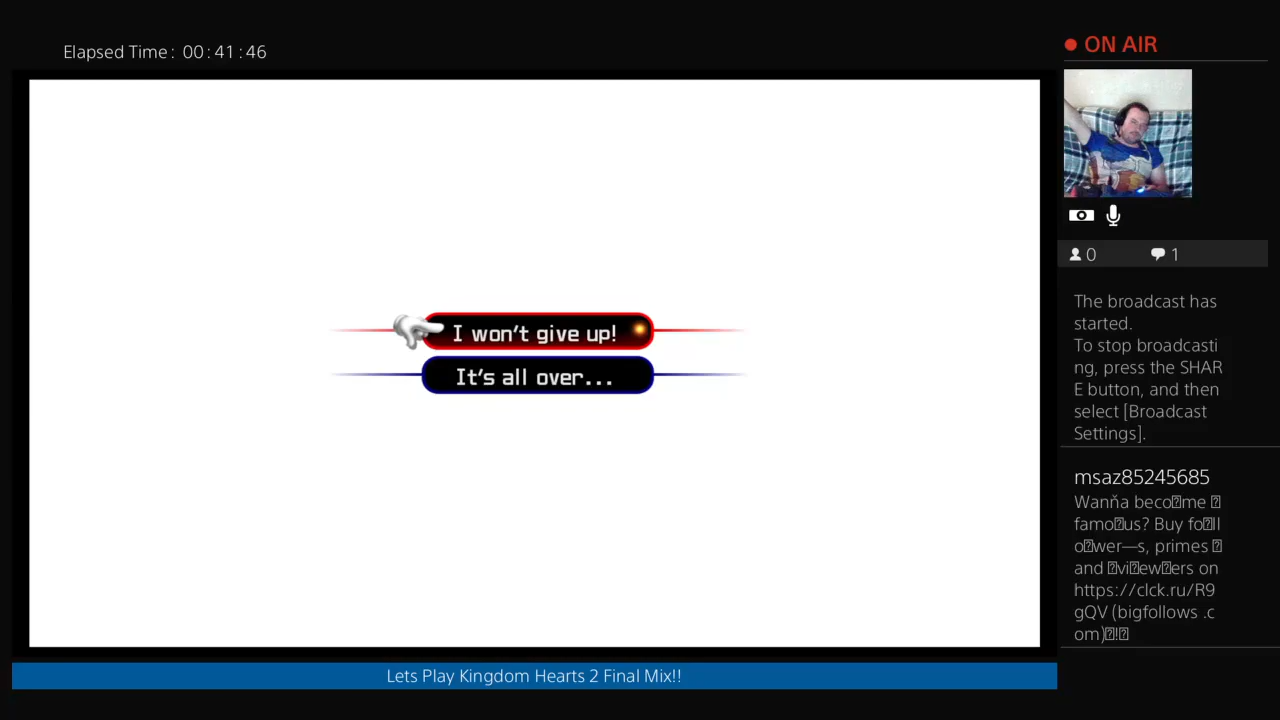 Elapsed Time: 00:41:46
ON AIR
0
1
I won't give up!
It's all over...
The broadcast has
started.
To stop broadcasti
ng, press the SHAR
E button, and then
select [Broadcast
Settings].
msaz85245685
Wanňa beco⍰me ⍰
famo⍰us? Buy fo⍰ll
o⍰wer—s, primes ⍰
and ⍰vi⍰ew⍰ers on
https://clck.ru/R9
gQV (bigfollows .c
om)⍰!⍰
Lets Play Kingdom Hearts 2 Final Mix!!